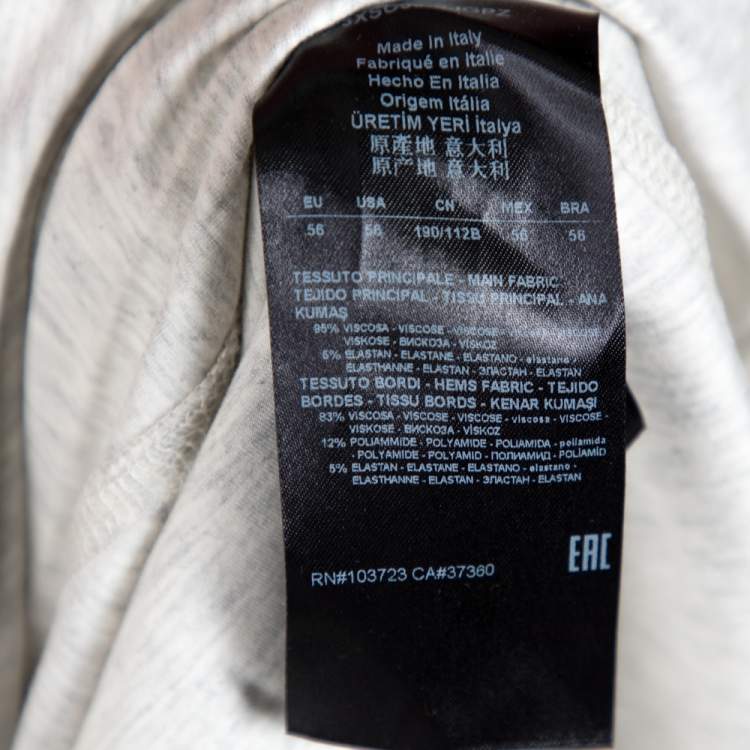 Made in Italy
Fabriqué en Italie
Hecho En Italia
Origem Itália
ÜRETİM YERİ İtalya
原產地 意大利
原产地 意大利
EU USA CN MEX BRA
56 56 190/112B 56 56
TESSUTO PRINCIPALE - MAIN FABRIC -
TEJIDO PRINCIPAL - TISSU PRINCIPAL - ANA
KUMAŞ
95% VISCOSA - VISCOSE - VISCOSE - VISCOSA - VISCOSE -
VISKOSE - ВИСКОЗА - VİSKOZ
5% ELASTAN - ELASTANE - ELASTANO - elastano -
ELASTHANNE - ELASTAN - ЭЛАСТАН - ELASTAN
TESSUTO BORDI - HEMS FABRIC - TEJIDO
BORDES - TISSU BORDS - KENAR KUMAŞI
83% VISCOSA - VISCOSE - VISCOSE - VISCOSA - VISCOSE -
VISKOSE - ВИСКОЗА - VİSKOZ
12% POLIAMMIDE - POLYAMIDE - POLIAMIDA - poliamida
- POLYAMIDE - POLYAMID - ПОЛИАМИД - POLİAMİD
5% ELASTAN - ELASTANE - ELASTANO - elastano -
ELASTHANNE - ELASTAN - ЭЛАСТАН - ELASTAN
EAC
RN#103723 CA#37360